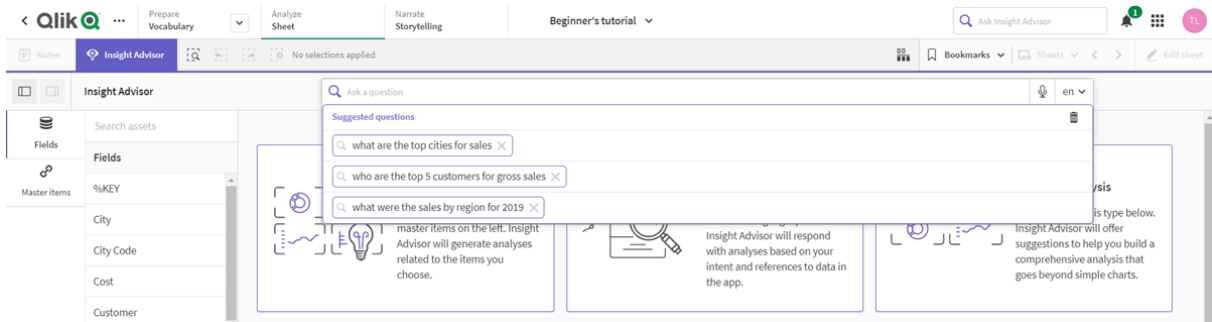 Qlik
Prepare
Vocabulary
Analyze
Sheet
Narrate
Storytelling
Beginner's tutorial
Ask Insight Advisor
1
TL
Notes
Insight Advisor
No selections applied
Bookmarks
Sheets
Edit sheet
Insight Advisor
Ask a question
en
Fields
Master items
Search assets
Fields
%KEY
City
City Code
Cost
Customer
Suggested questions
what are the top cities for sales
who are the top 5 customers for gross sales
what were the sales by region for 2019
master items on the left. Insight
Advisor will generate analyses
related to the items you
choose.
Insight Advisor will respond
with analyses based on your
intent and references to data in
the app.
is type below.
Insight Advisor will offer
suggestions to help you build a
comprehensive analysis that
goes beyond simple charts.